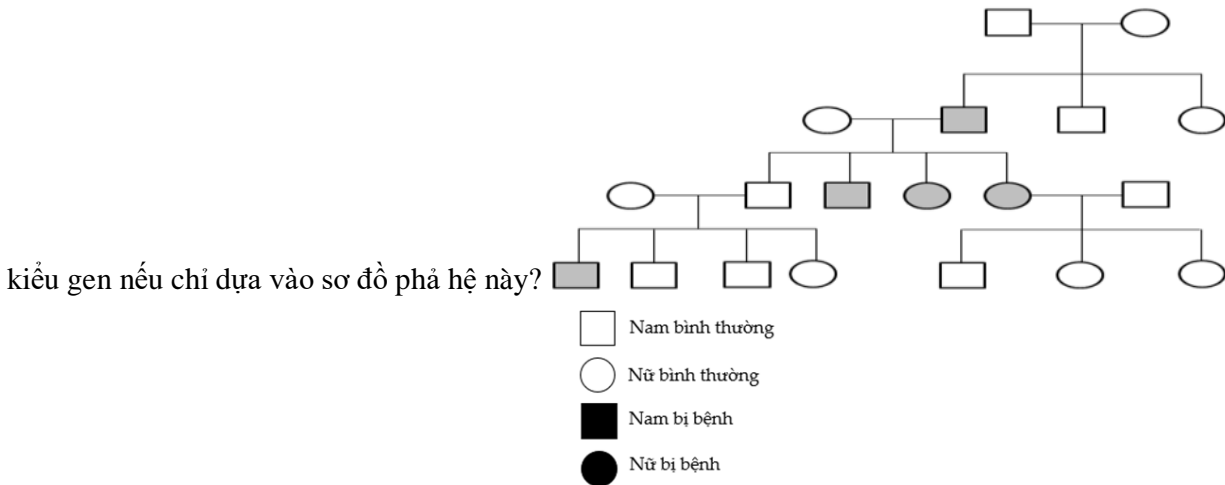 kiểu gen nếu chỉ dựa vào sơ đồ phả hệ này?
Nam bình thường
Nữ bình thường
Nam bị bệnh
Nữ bị bệnh